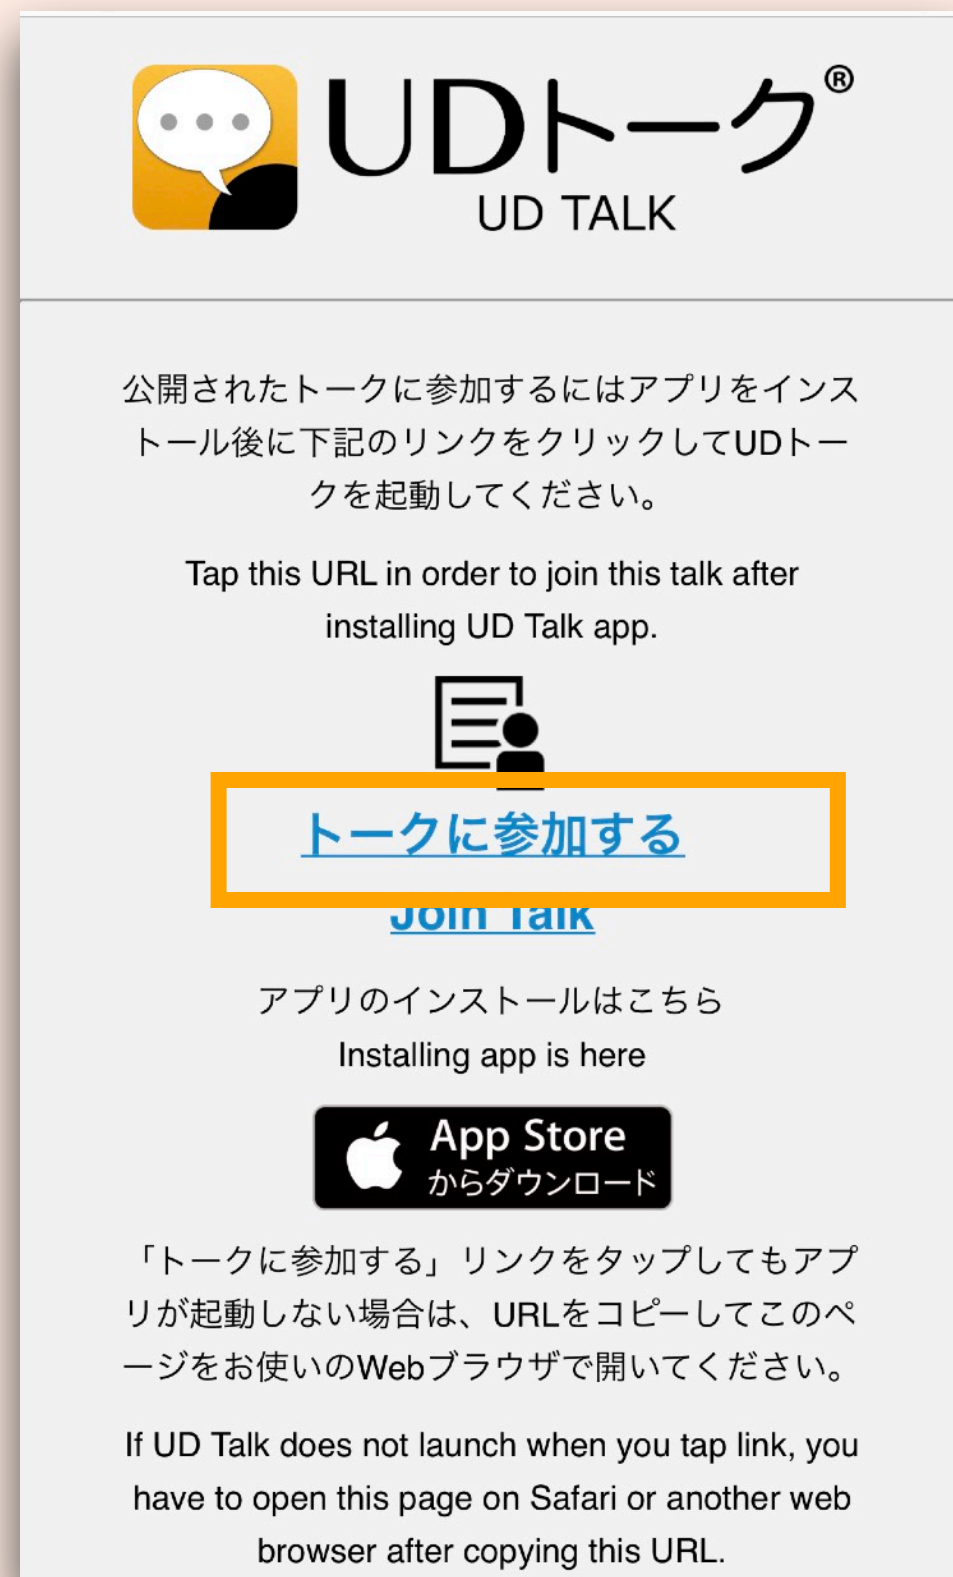 UDトーク®
UD TALK
公開されたトークに参加するにはアプリをインス
トール後に下記のリンクをクリックしてUDトー
クを起動してください。
Tap this URL in order to join this talk after
installing UD Talk app.
トークに参加する
Join Talk
アプリのインストールはこちら
Installing app is here
App Store
からダウンロード
「トークに参加する」リンクをタップしてもアプ
リが起動しない場合は、URLをコピーしてこのペ
ージをお使いのWebブラウザで開いてください。
If UD Talk does not launch when you tap link, you
have to open this page on Safari or another web
browser after copying this URL.